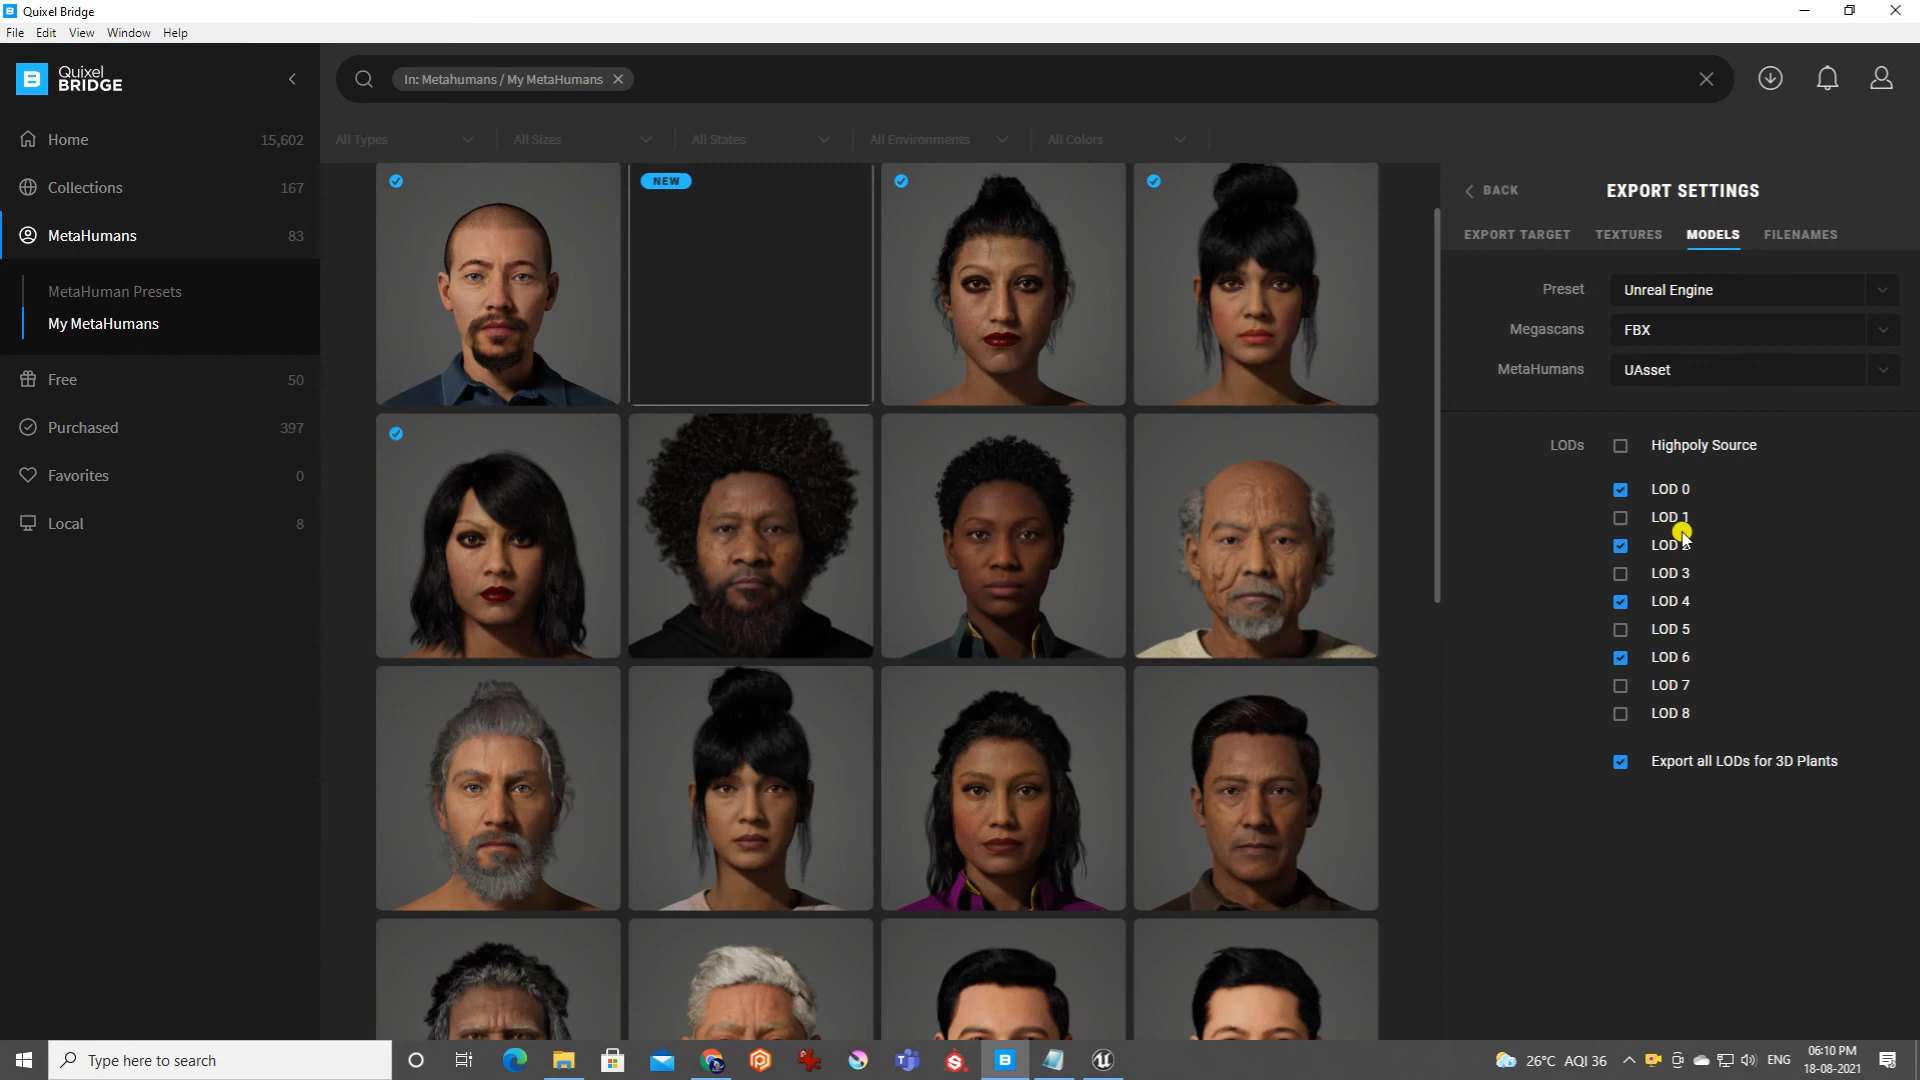 Quixel Bridge
File Edit View Window Help
Quixel
BRIDGE
In: Metahumans / My MetaHumans
Home 15,602
All Types All Sizes All States All Environments All Colors
Collections 167
MetaHumans 83
MetaHuman Presets
My MetaHumans
Free 50
Purchased 397
Favorites 0
Local 8
NEW
BACK EXPORT SETTINGS
EXPORT TARGET TEXTURES MODELS FILENAMES
Preset Unreal Engine
Megascans FBX
MetaHumans UAsset
LODs Highpoly Source
LOD 0
LOD 1
LOD 2
LOD 3
LOD 4
LOD 5
LOD 6
LOD 7
LOD 8
Export all LODs for 3D Plants
Type here to search
26°C AQI 36
ENG
06:10 PM
18-08-2021